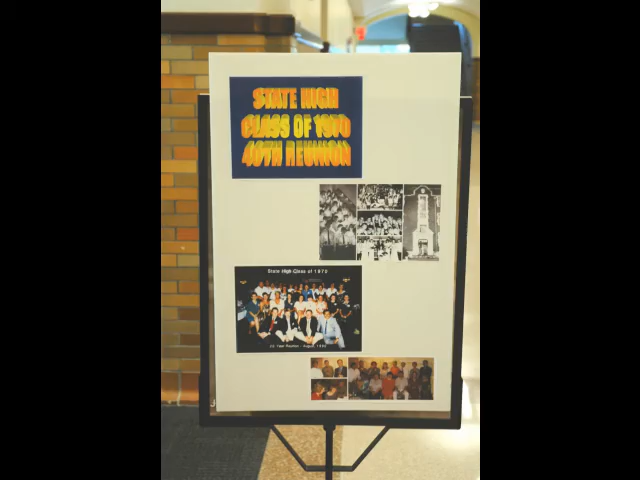 STATE HIGH
CLASS OF 1970
40TH REUNION
State High Class of 1970